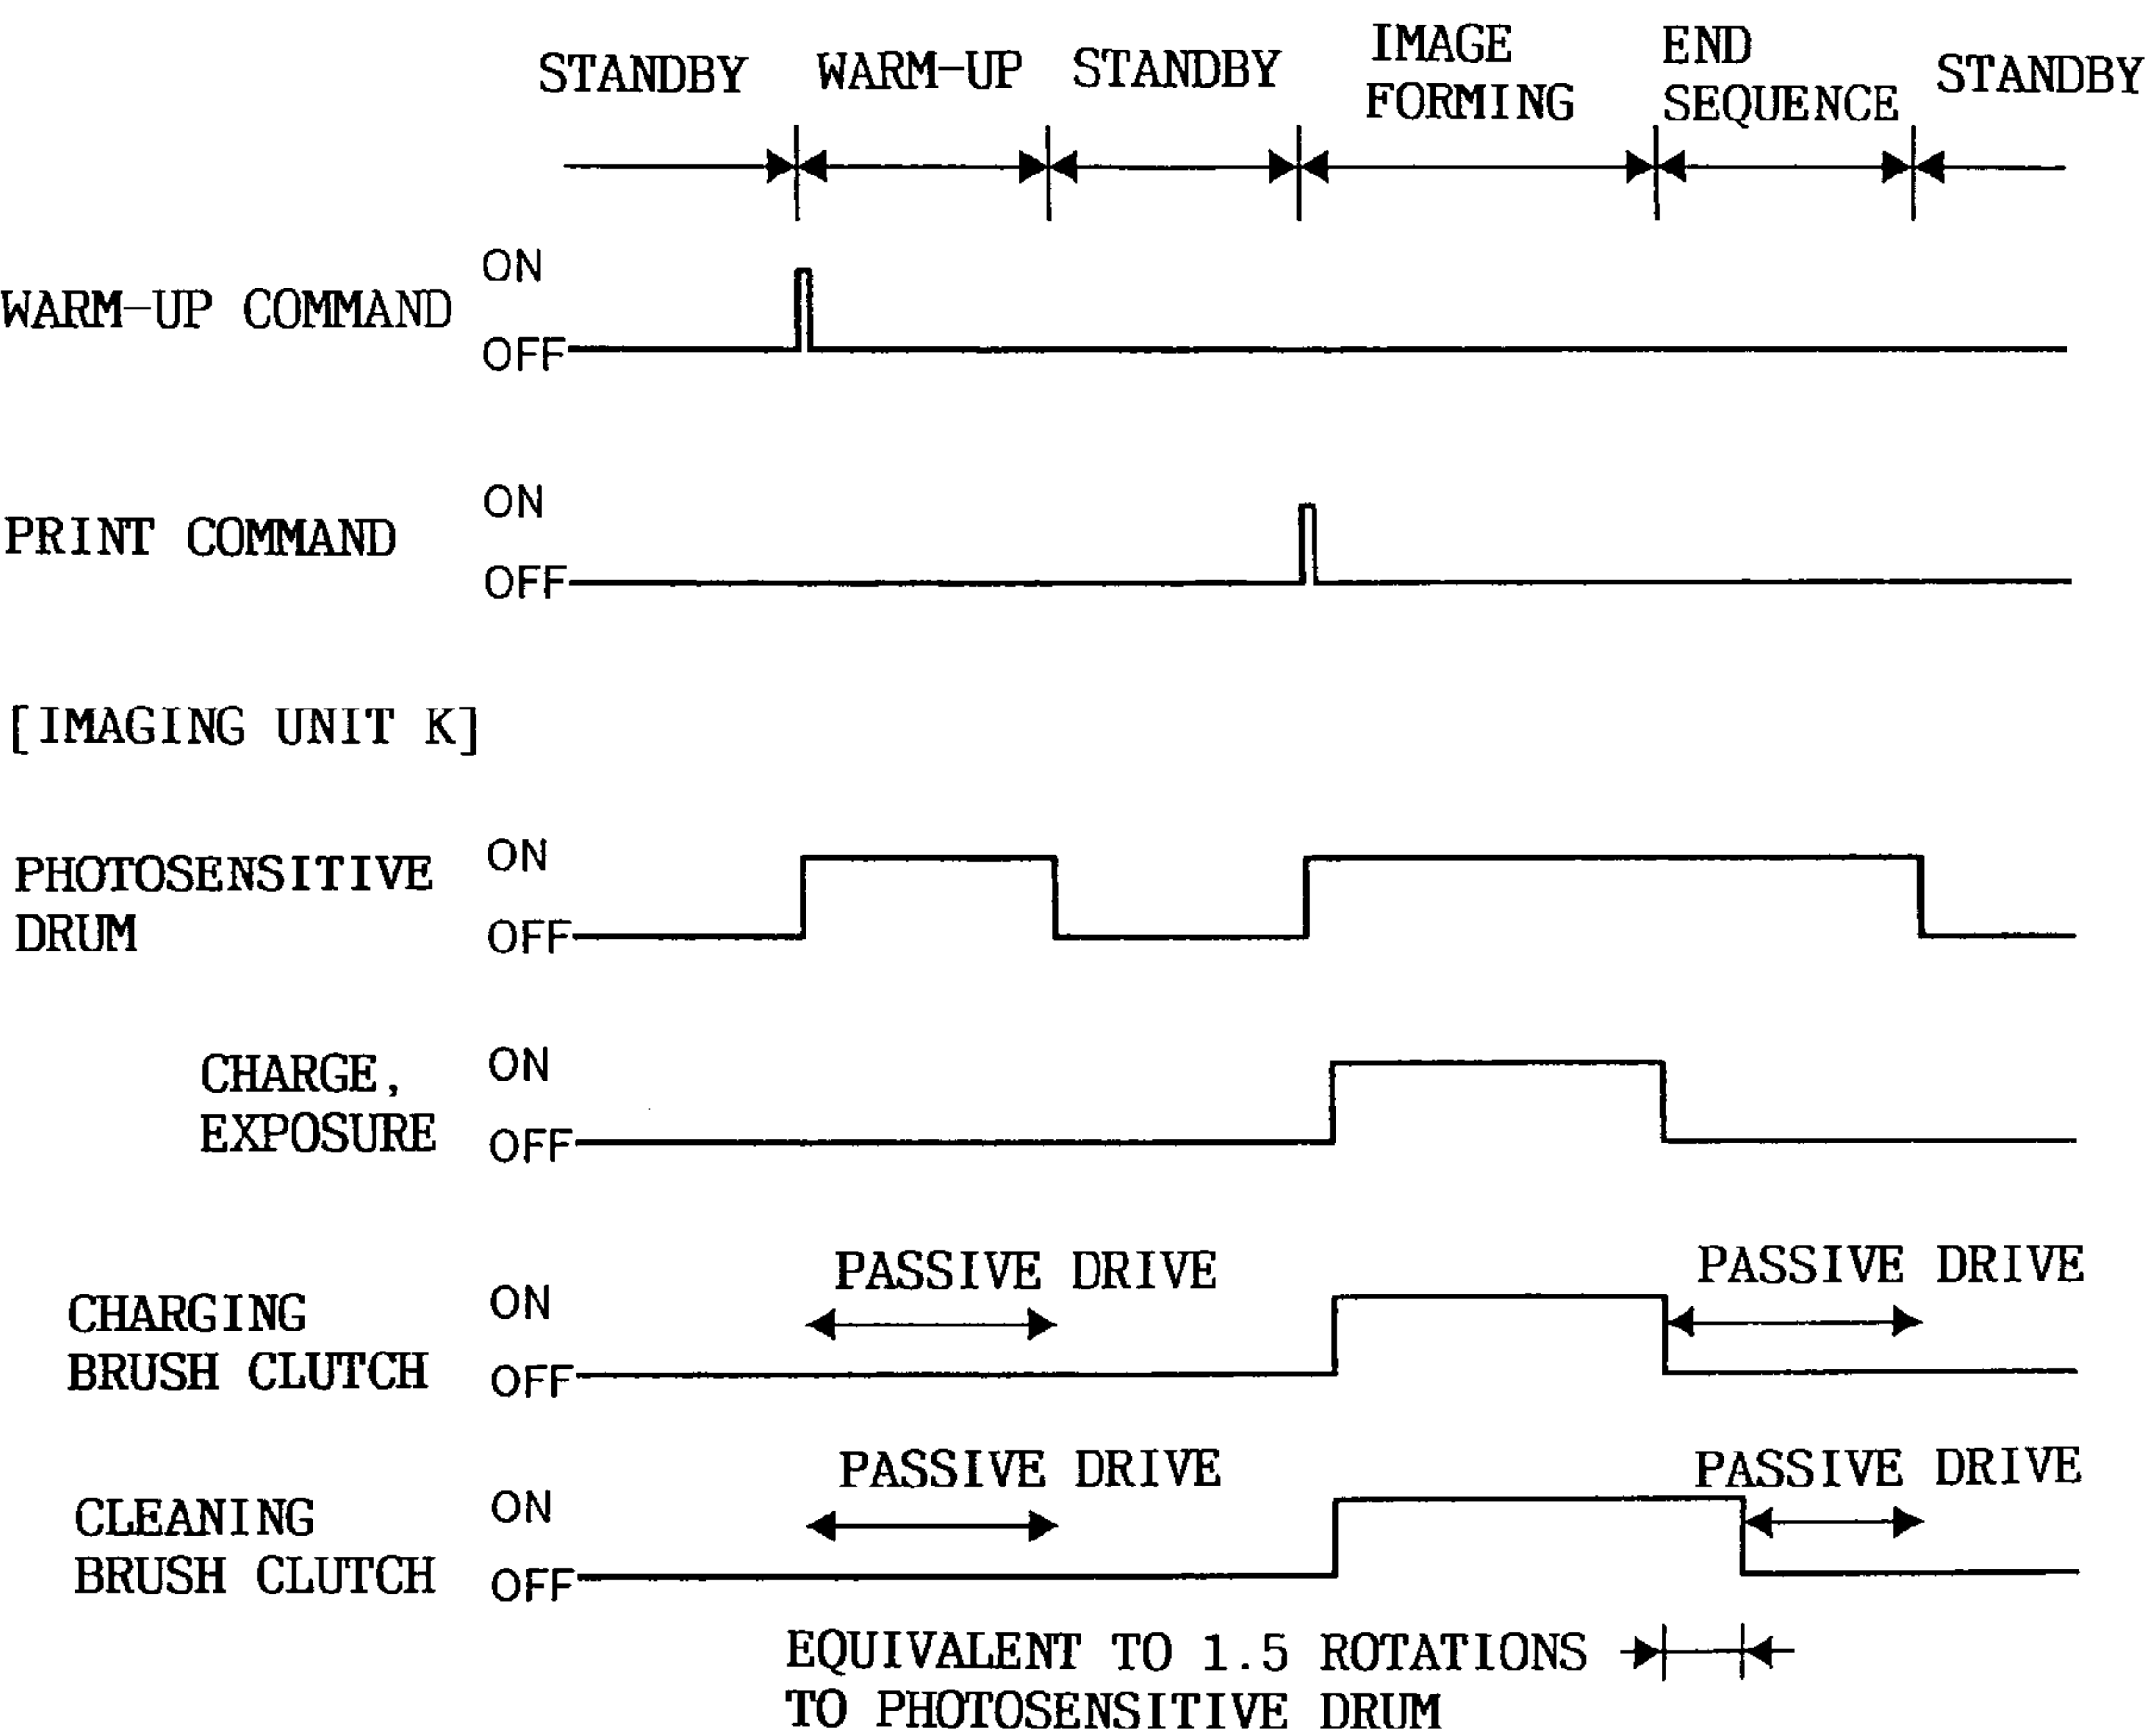 STANDBY WARM-UP STANDBY IMAGE FORMING END SEQUENCE STANDBY
WARM-UP COMMAND ON OFF
PRINT COMMAND ON OFF
[IMAGING UNIT K]
PHOTOSENSITIVE DRUM ON OFF
CHARGE, EXPOSURE ON OFF
PASSIVE DRIVE PASSIVE DRIVE
CHARGING BRUSH CLUTCH ON OFF
PASSIVE DRIVE PASSIVE DRIVE
CLEANING BRUSH CLUTCH ON OFF
EQUIVALENT TO 1.5 ROTATIONS
TO PHOTOSENSITIVE DRUM